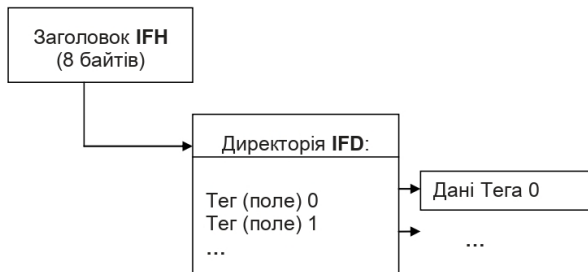 Заголовок IFH
(8 байтів)
Директорія IFD:
Тег (поле) 0
Тег (поле) 1
...
Дані Тега 0
...